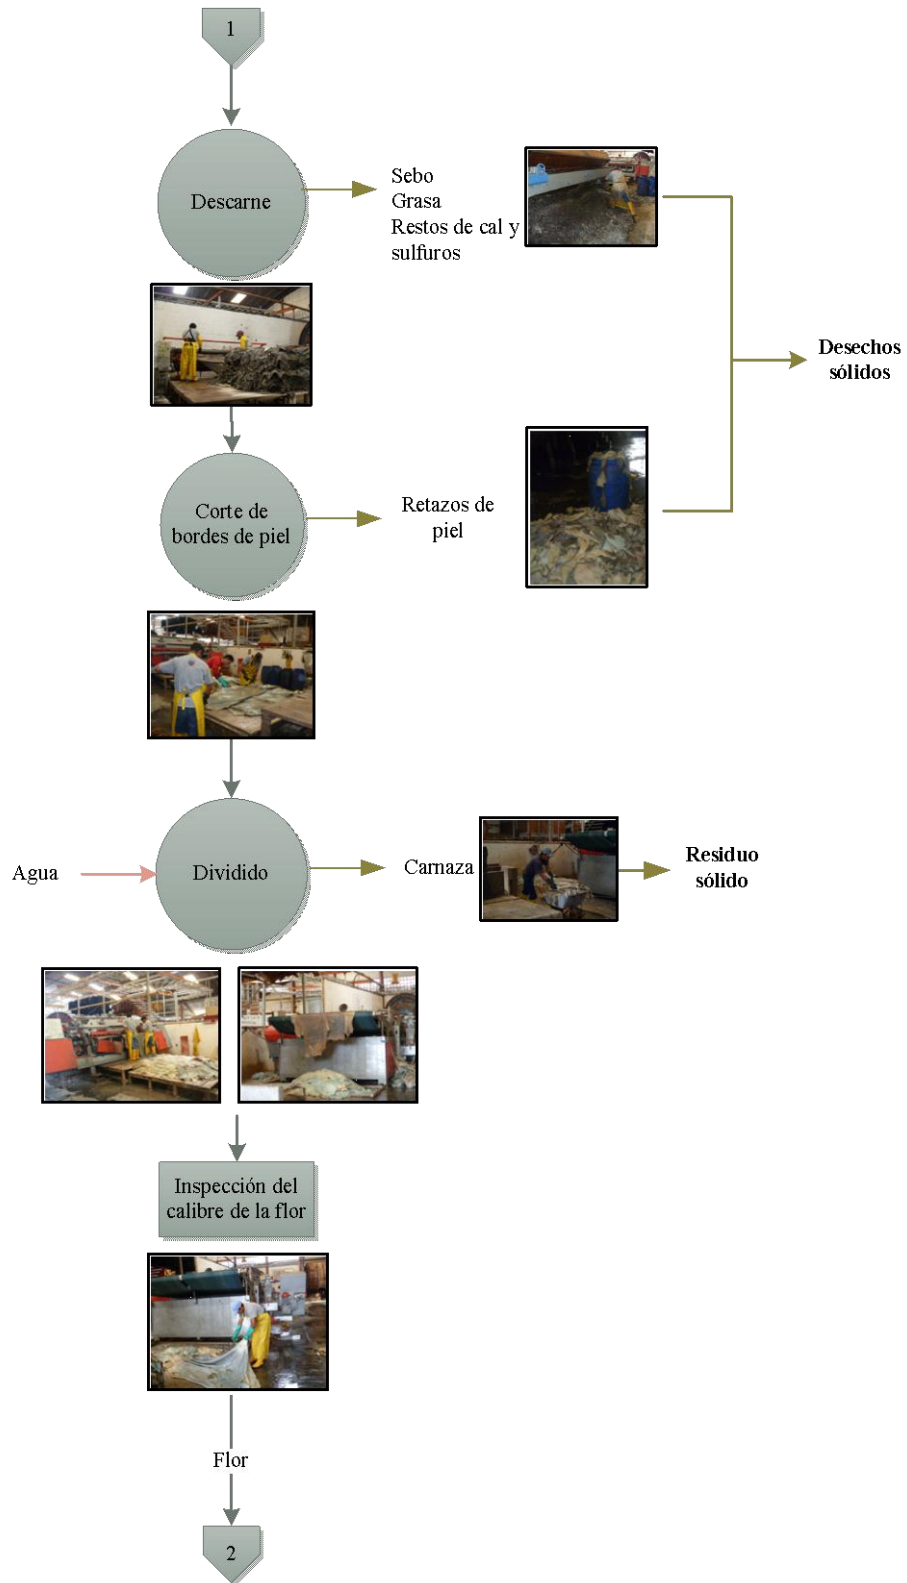 1
Descarne
Sebo
Grasa
Restos de cal y
sulfuros
Desechos
sólidos
Corte de
bordes de piel
Retazos de
piel
Agua
Dividido
Carnaza
Residuo
sólido
Inspección del
calibre de la flor
Flor
2